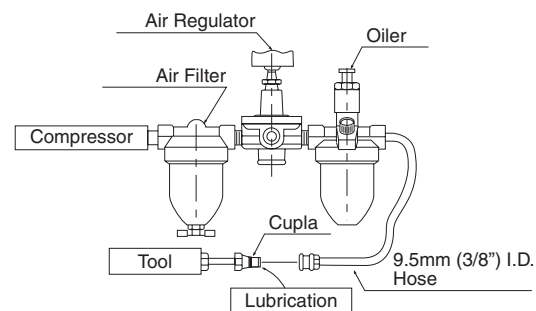 Air Regulator
Oiler
Air Filter
Compressor
Cupla
Tool
9.5mm (3/8”) I.D.
Hose
Lubrication